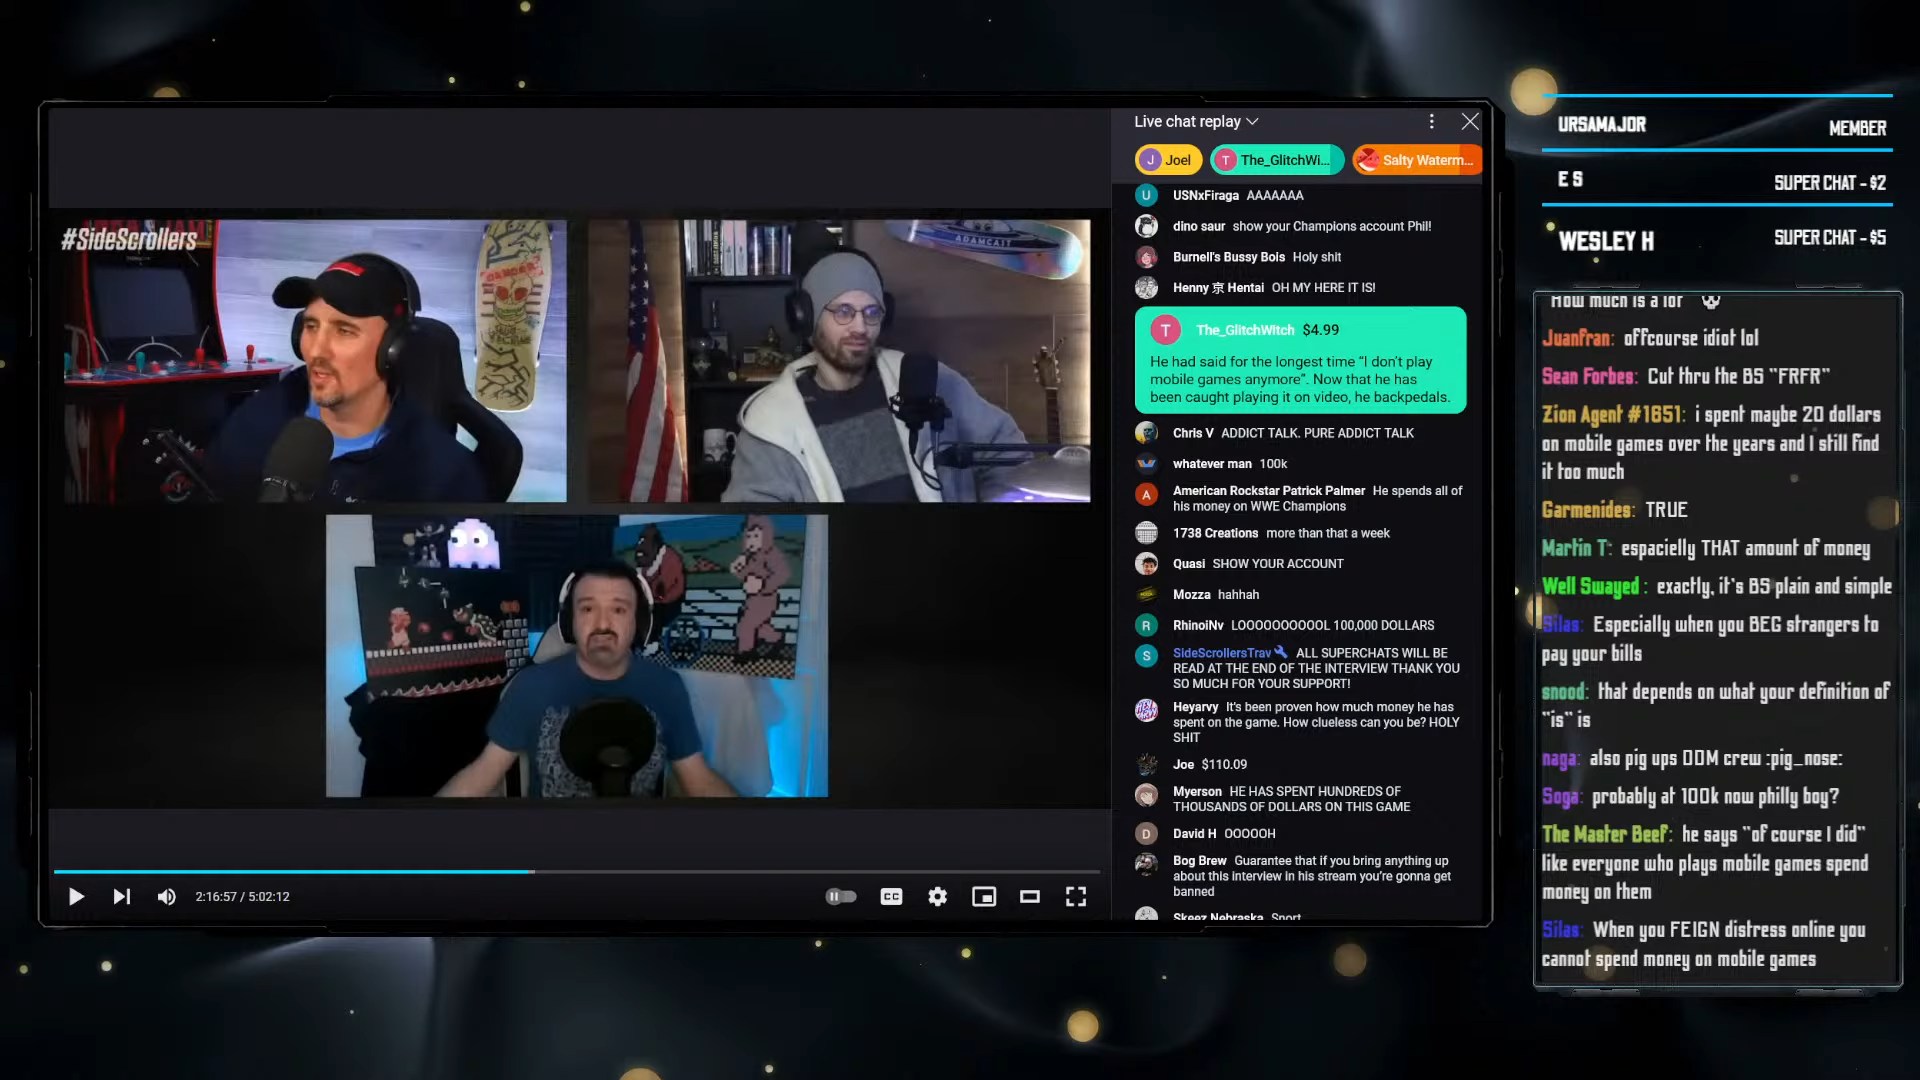 #SideScrollers
ADAMCAIT
2:16:57 / 5:02:12
CC
Live chat replay
J Joel
T The_GlitchWi...
Salty Waterm...
U USNxFiraga AAAAAAA
dino saur show your Champions account Phil!
Burnell's Bussy Bois Holy shit
Henny 京 Hentai OH MY HERE IT IS!
T The_GlitchWitch $4.99
He had said for the longest time “I don't play
mobile games anymore”. Now that he has
been caught playing it on video, he backpedals.
Chris V ADDICT TALK. PURE ADDICT TALK
whatever man 100k
A American Rockstar Patrick Palmer He spends all of
his money on WWE Champions
1738 Creations more than that a week
Quasi SHOW YOUR ACCOUNT
Mozza hahhah
R RhinoiNv LOOOOOOOOOOL 100,000 DOLLARS
S SideScrollersTrav ALL SUPERCHATS WILL BE
READ AT THE END OF THE INTERVIEW THANK YOU
SO MUCH FOR YOUR SUPPORT!
Heyarvy It's been proven how much money he has
spent on the game. How clueless can you be? HOLY
SHIT
Joe $110.09
Myerson HE HAS SPENT HUNDREDS OF
THOUSANDS OF DOLLARS ON THIS GAME
D David H OOOOOH
Bog Brew Guarantee that if you bring anything up
about this interview in his stream you're gonna get
banned
Skeez Nebraska Snort
URSAMAJOR MEMBER
E S SUPER CHAT - $2
WESLEY H SUPER CHAT - $5
How much is a lot
Juanfran: offcourse idiot lol
Sean Forbes: Cut thru the BS "FRFR"
Zion Agent #1651: i spent maybe 20 dollars
on mobile games over the years and I still find
it too much
Garmenides: TRUE
Martin T: espacielly THAT amount of money
Well Swayed : exactly, it's BS plain and simple
Silas: Especially when you BEG strangers to
pay your bills
snood: that depends on what your definition of
"is" is
naga: also pig ups DDM crew :pig_nose:
Soga: probably at 100k now philly boy?
The Master Beef: he says "of course I did"
like everyone who plays mobile games spend
money on them
Silas: When you FEIGN distress online you
cannot spend money on mobile games